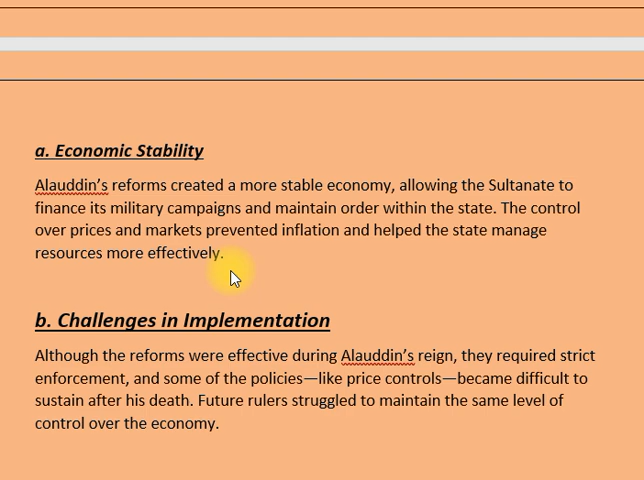 a. Economic Stability
Alauddin's reforms created a more stable economy, allowing the Sultanate to
finance its military campaigns and maintain order within the state. The control
over prices and markets prevented inflation and helped the state manage
resources more effectively.
b. Challenges in Implementation
Although the reforms were effective during Alauddin's reign, they required strict
enforcement, and some of the policies—like price controls—became difficult to
sustain after his death. Future rulers struggled to maintain the same level of
control over the economy.